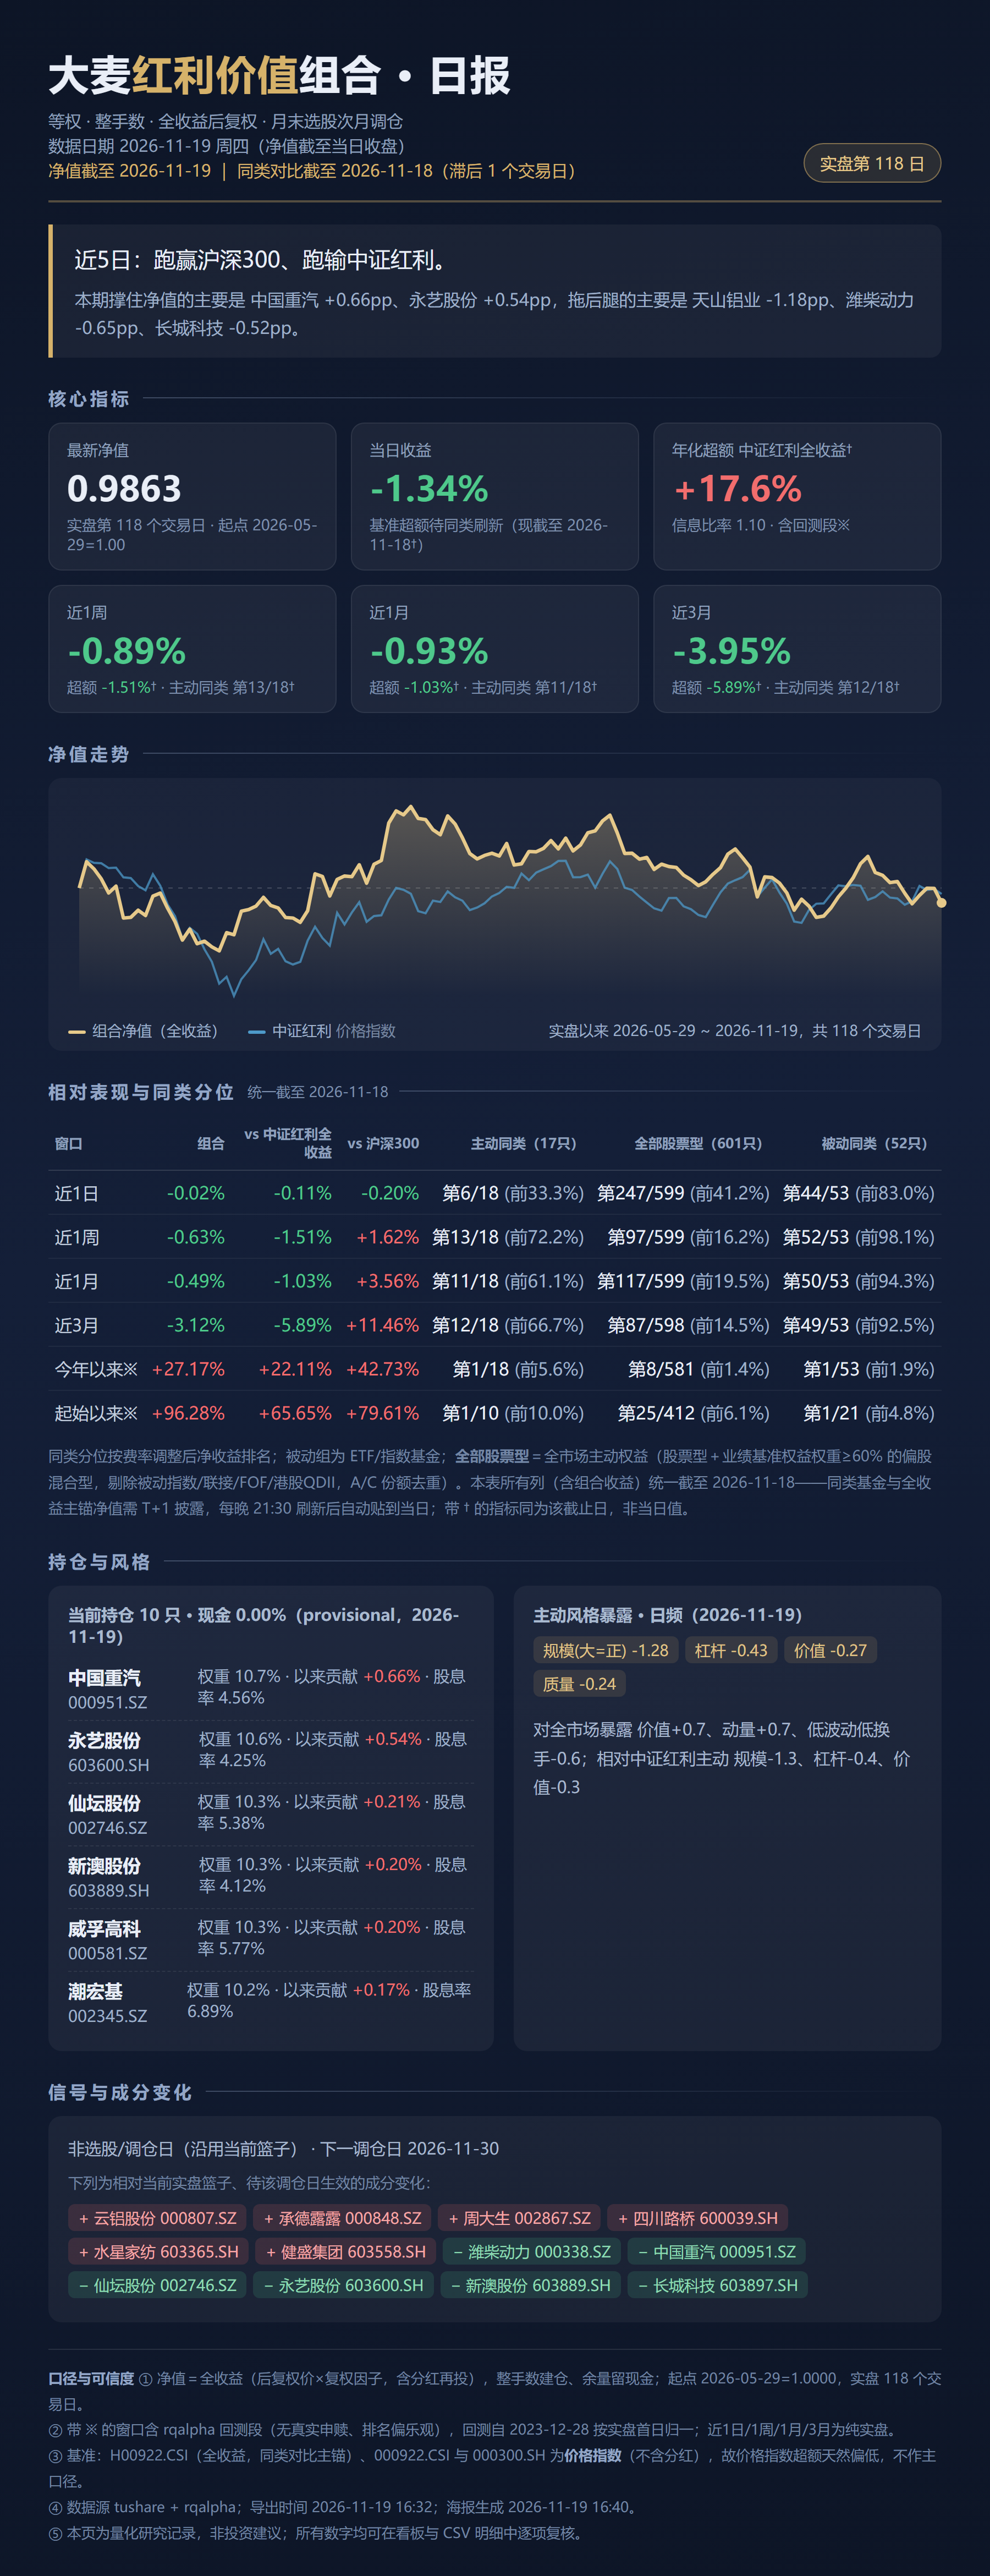 大麦红利价值组合 · 日报
等权 · 整手数 · 全收益后复权 · 月末选股次月调仓
数据日期 2026-11-19 周四（净值截至当日收盘）
净值截至 2026-11-19 ｜ 同类对比截至 2026-11-18（滞后 1 个交易日）
实盘第 118 日
近5日：跑赢沪深300、跑输中证红利。
本期撑住净值的主要是 中国重汽 +0.66pp、永艺股份 +0.54pp，拖后腿的主要是 天山铝业 -1.18pp、潍柴动力
-0.65pp、长城科技 -0.52pp。
核心指标
最新净值
0.9863
实盘第 118 个交易日 · 起点 2026-05-
29=1.00
当日收益
-1.34%
基准超额待同类刷新（现截至 2026-
11-18†）
年化超额 中证红利全收益†
+17.6%
信息比率 1.10 · 含回测段※
近1周
-0.89%
超额 -1.51%† · 主动同类 第13/18†
近1月
-0.93%
超额 -1.03%† · 主动同类 第11/18†
近3月
-3.95%
超额 -5.89%† · 主动同类 第12/18†
净值走势
组合净值（全收益） 中证红利 价格指数 实盘以来 2026-05-29 ~ 2026-11-19，共 118 个交易日
相对表现与同类分位 统一截至 2026-11-18
窗口 组合 vs 中证红利全收益 vs 沪深300 主动同类（17只） 全部股票型（601只） 被动同类（52只）
近1日 -0.02% -0.11% -0.20% 第6/18 (前33.3%) 第247/599 (前41.2%) 第44/53 (前83.0%)
近1周 -0.63% -1.51% +1.62% 第13/18 (前72.2%) 第97/599 (前16.2%) 第52/53 (前98.1%)
近1月 -0.49% -1.03% +3.56% 第11/18 (前61.1%) 第117/599 (前19.5%) 第50/53 (前94.3%)
近3月 -3.12% -5.89% +11.46% 第12/18 (前66.7%) 第87/598 (前14.5%) 第49/53 (前92.5%)
今年以来※ +27.17% +22.11% +42.73% 第1/18 (前5.6%) 第8/581 (前1.4%) 第1/53 (前1.9%)
起始以来※ +96.28% +65.65% +79.61% 第1/10 (前10.0%) 第25/412 (前6.1%) 第1/21 (前4.8%)
同类分位按费率调整后净收益排名；被动组为 ETF/指数基金；全部股票型＝全市场主动权益（股票型＋业绩基准权益权重≥60% 的偏股
混合型，剔除被动指数/联接/FOF/港股QDII，A/C 份额去重）。本表所有列（含组合收益）统一截至 2026-11-18——同类基金与全收
益主锚净值需 T+1 披露，每晚 21:30 刷新后自动贴到当日；带 † 的指标同为该截止日，非当日值。
持仓与风格
当前持仓 10 只 · 现金 0.00%（provisional，2026-
11-19）
中国重汽
000951.SZ
权重 10.7% · 以来贡献 +0.66% · 股息
率 4.56%
永艺股份
603600.SH
权重 10.6% · 以来贡献 +0.54% · 股息
率 4.25%
仙坛股份
002746.SZ
权重 10.3% · 以来贡献 +0.21% · 股息
率 5.38%
新澳股份
603889.SH
权重 10.3% · 以来贡献 +0.20% · 股息
率 4.12%
威孚高科
000581.SZ
权重 10.3% · 以来贡献 +0.20% · 股息
率 5.77%
潮宏基
002345.SZ
权重 10.2% · 以来贡献 +0.17% · 股息率
6.89%
主动风格暴露 · 日频（2026-11-19）
规模(大=正) -1.28 杠杆 -0.43 价值 -0.27
质量 -0.24
对全市场暴露 价值+0.7、动量+0.7、低波动低换
手-0.6；相对中证红利主动 规模-1.3、杠杆-0.4、价
值-0.3
信号与成分变化
非选股/调仓日（沿用当前篮子） · 下一调仓日 2026-11-30
下列为相对当前实盘篮子、待该调仓日生效的成分变化：
+ 云铝股份 000807.SZ + 承德露露 000848.SZ + 周大生 002867.SZ + 四川路桥 600039.SH
+ 水星家纺 603365.SH + 健盛集团 603558.SH − 潍柴动力 000338.SZ − 中国重汽 000951.SZ
− 仙坛股份 002746.SZ − 永艺股份 603600.SH − 新澳股份 603889.SH − 长城科技 603897.SH
口径与可信度 ① 净值＝全收益（后复权价×复权因子，含分红再投），整手数建仓、余量留现金；起点 2026-05-29=1.0000，实盘 118 个交
易日。
② 带 ※ 的窗口含 rqalpha 回测段（无真实申赎、排名偏乐观），回测自 2023-12-28 按实盘首日归一；近1日/1周/1月/3月为纯实盘。
③ 基准：H00922.CSI（全收益，同类对比主锚）、000922.CSI 与 000300.SH 为价格指数（不含分红），故价格指数超额天然偏低，不作主
口径。
④ 数据源 tushare + rqalpha；导出时间 2026-11-19 16:32；海报生成 2026-11-19 16:40。
⑤ 本页为量化研究记录，非投资建议；所有数字均可在看板与 CSV 明细中逐项复核。